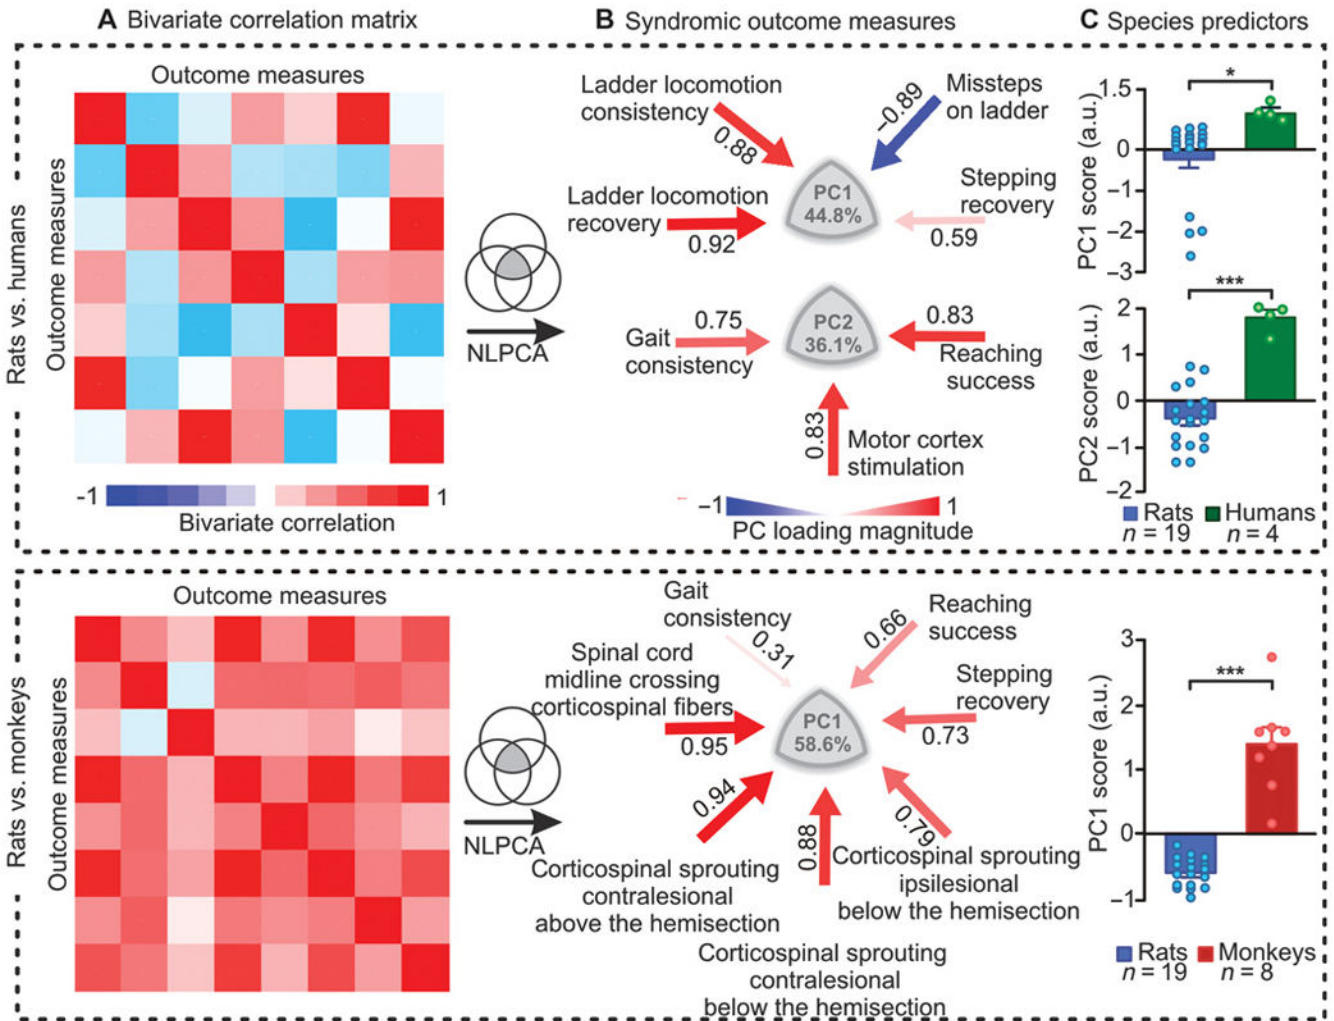 A Bivariate correlation matrix
B Syndromic outcome measures
C Species predictors
Rats vs. humans
Outcome measures
Outcome measures
-1
1
Bivariate correlation
NLPCA
Ladder locomotion
consistency
0.88
Missteps
on ladder
−0.89
Ladder locomotion
recovery
0.92
Stepping
recovery
0.59
PC1
44.8%
Gait
consistency
0.75
PC2
36.1%
0.83
Reaching
success
0.83
Motor cortex
stimulation
−1
1
PC loading magnitude
PC1 score (a.u.)
1.5
0
−1
−2
−3
*
PC2 score (a.u.)
2
1
0
−1
−2
***
Rats
n = 19
Humans
n = 4
Rats vs. monkeys
Outcome measures
Outcome measures
NLPCA
Gait
consistency
0.31
Reaching
success
0.66
Spinal cord
midline crossing
corticospinal fibers
0.95
Stepping
recovery
0.73
PC1
58.6%
0.94
Corticospinal sprouting
contralesional
above the hemisection
0.88
0.79
Corticospinal sprouting
ipsilesional
below the hemisection
Corticospinal sprouting
contralesional
below the hemisection
PC1 score (a.u.)
3
2
1
0
−1
***
Rats
n = 19
Monkeys
n = 8